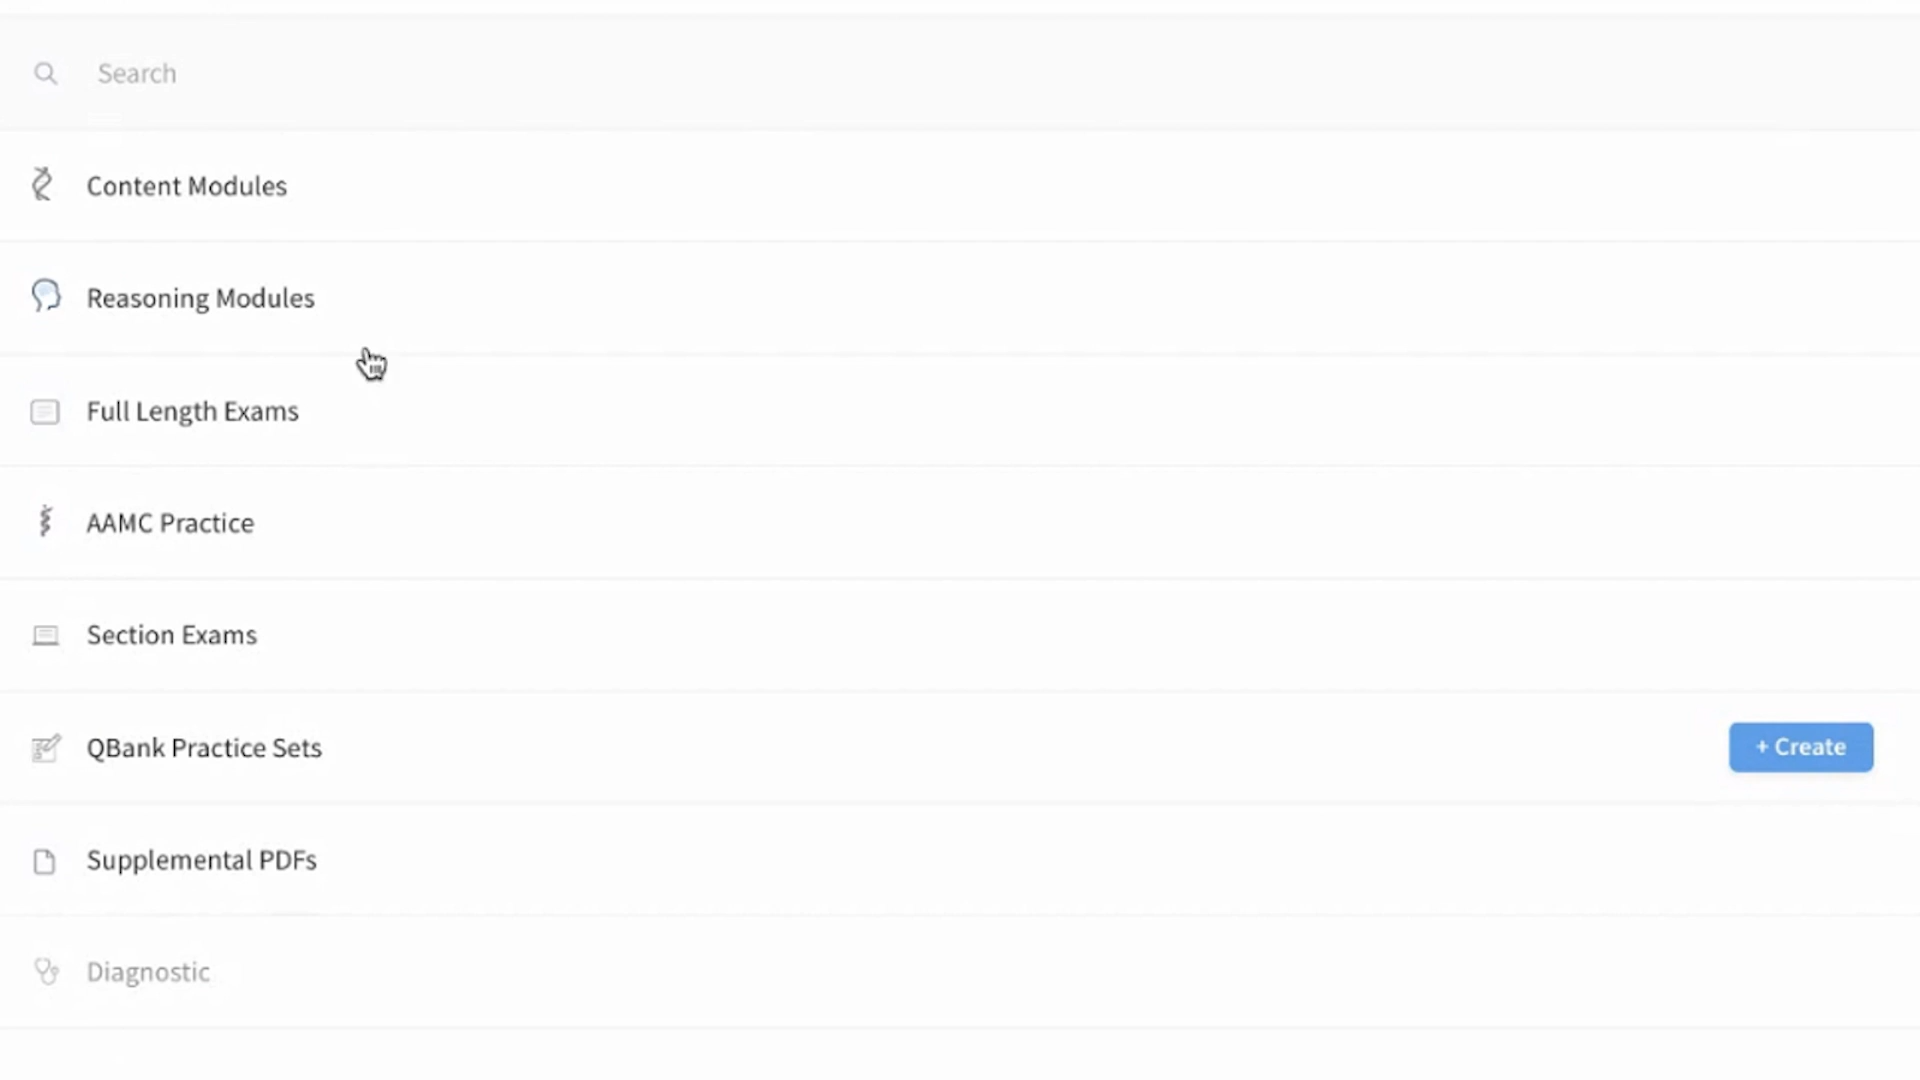 Search
Content Modules
Reasoning Modules
Full Length Exams
AAMC Practice
Section Exams
QBank Practice Sets
+ Create
Supplemental PDFs
Diagnostic